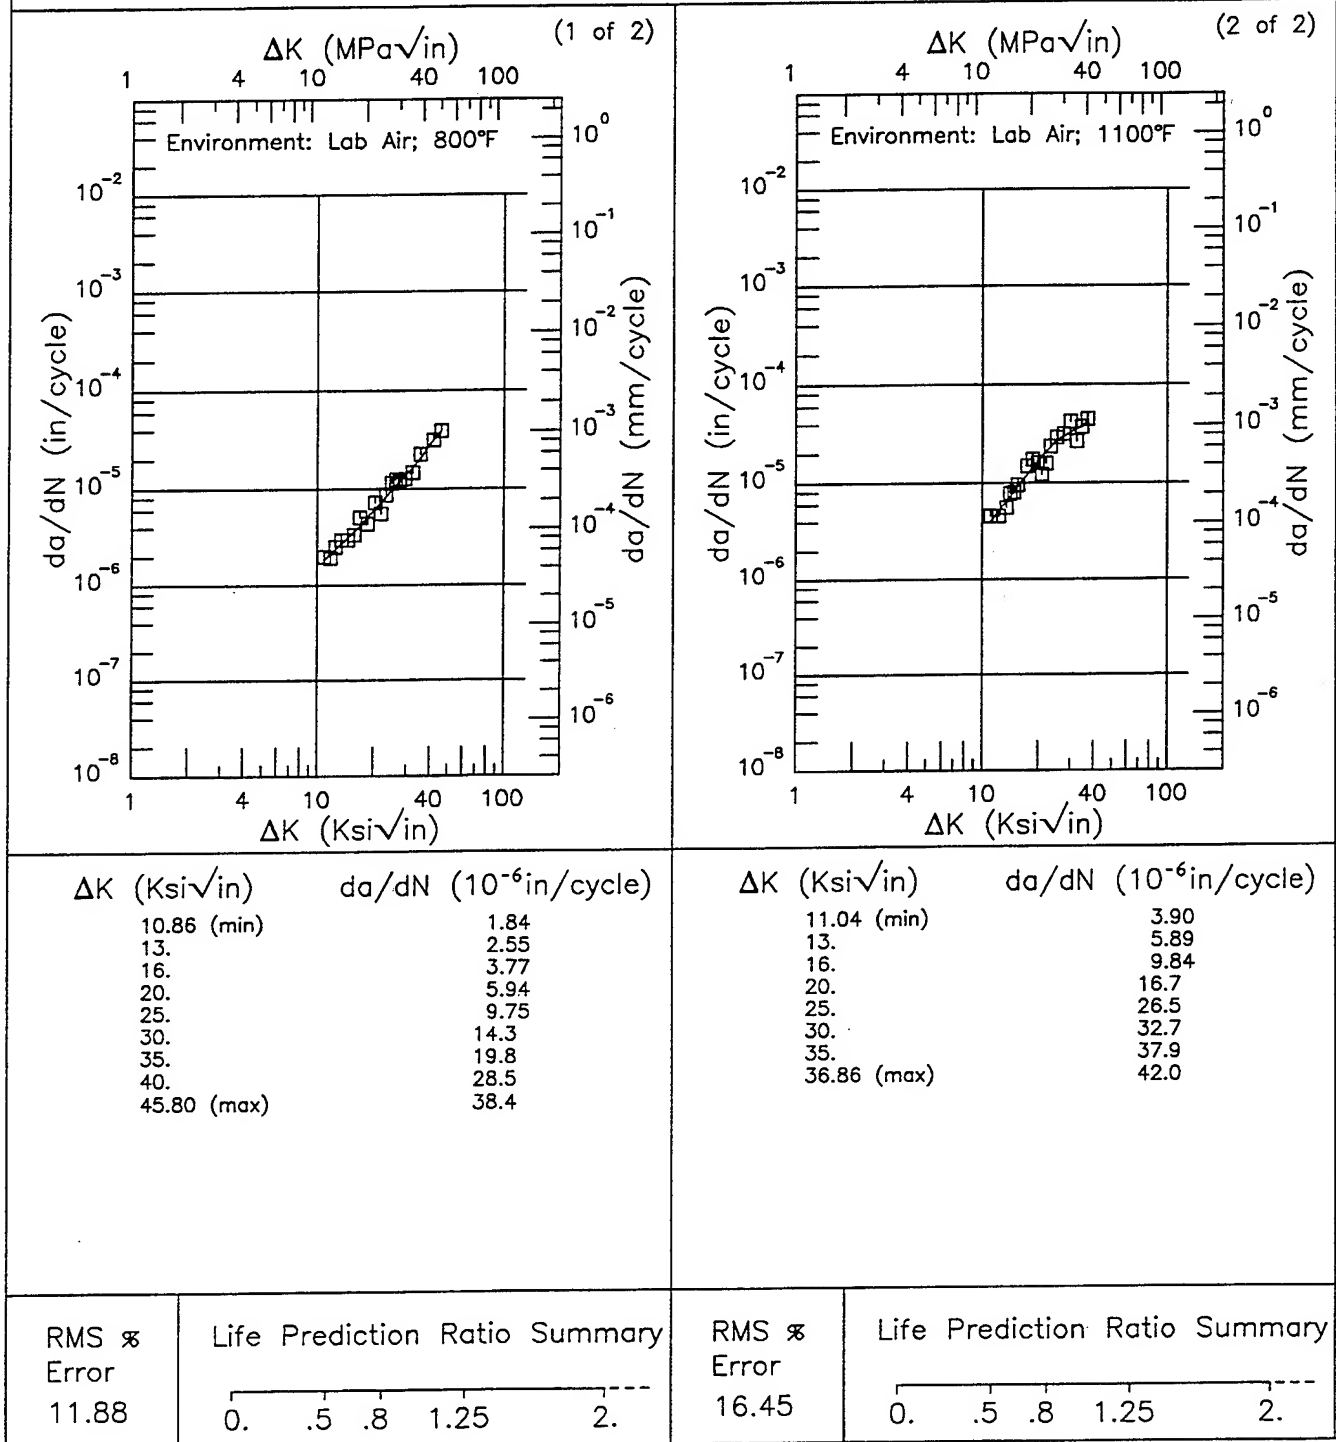 (1 of 2)
ΔK (MPa√in)
1 4 10 40 100
Environment: Lab Air; 800°F
10⁰
10⁻²
10⁻¹
10⁻³
10⁻²
10⁻⁴
10⁻³
10⁻⁵
10⁻⁴
10⁻⁶
10⁻⁵
10⁻⁷
10⁻⁶
10⁻⁸
da/dN (in/cycle)
da/dN (mm/cycle)
1 4 10 40 100
ΔK (Ksi√in)
(2 of 2)
ΔK (MPa√in)
1 4 10 40 100
Environment: Lab Air; 1100°F
10⁰
10⁻²
10⁻¹
10⁻³
10⁻²
10⁻⁴
10⁻³
10⁻⁵
10⁻⁴
10⁻⁶
10⁻⁵
10⁻⁷
10⁻⁶
10⁻⁸
da/dN (in/cycle)
da/dN (mm/cycle)
1 4 10 40 100
ΔK (Ksi√in)
ΔK (Ksi√in) da/dN (10⁻⁶in/cycle)
10.86 (min) 1.84
13. 2.55
16. 3.77
20. 5.94
25. 9.75
30. 14.3
35. 19.8
40. 28.5
45.80 (max) 38.4
ΔK (Ksi√in) da/dN (10⁻⁶in/cycle)
11.04 (min) 3.90
13. 5.89
16. 9.84
20. 16.7
25. 26.5
30. 32.7
35. 37.9
36.86 (max) 42.0
RMS %
Error
11.88
Life Prediction Ratio Summary
0. .5 .8 1.25 2.
RMS %
Error
16.45
Life Prediction Ratio Summary
0. .5 .8 1.25 2.